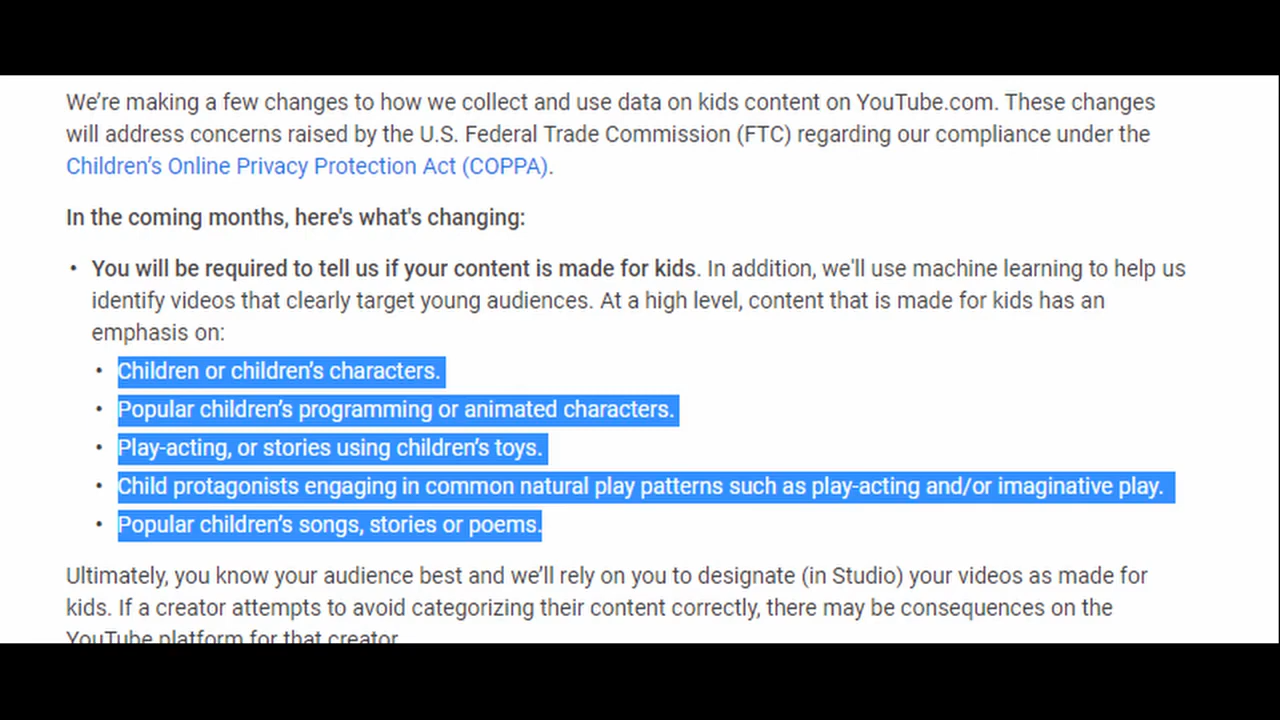 We’re making a few changes to how we collect and use data on kids content on YouTube.com. These changes
will address concerns raised by the U.S. Federal Trade Commission (FTC) regarding our compliance under the
Children’s Online Privacy Protection Act (COPPA).
In the coming months, here's what's changing:
• You will be required to tell us if your content is made for kids. In addition, we'll use machine learning to help us
identify videos that clearly target young audiences. At a high level, content that is made for kids has an
emphasis on:
• Children or children’s characters.
• Popular children’s programming or animated characters.
• Play-acting, or stories using children’s toys.
• Child protagonists engaging in common natural play patterns such as play-acting and/or imaginative play.
• Popular children’s songs, stories or poems.
Ultimately, you know your audience best and we’ll rely on you to designate (in Studio) your videos as made for
kids. If a creator attempts to avoid categorizing their content correctly, there may be consequences on the
YouTube platform for that creator.